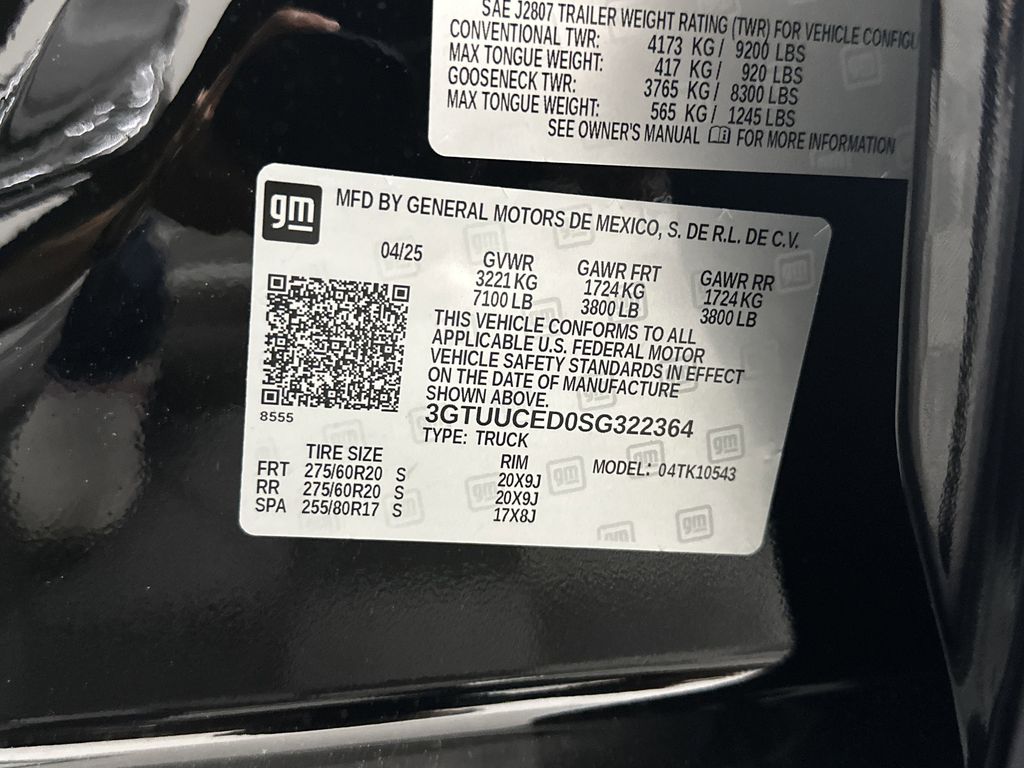 SAE J2807 TRAILER WEIGHT RATING (TWR) FOR VEHICLE CONFIGU
CONVENTIONAL TWR: 4173 KG/ 9200 LBS
MAX TONGUE WEIGHT: 417 KG/ 920 LBS
GOOSENECK TWR: 3765 KG/ 8300 LBS
MAX TONGUE WEIGHT: 565 KG/ 1245 LBS
SEE OWNER'S MANUAL FOR MORE INFORMATION
gm
MFD BY GENERAL MOTORS DE MEXICO, S. DE R.L. DE C.V.
04/25
GVWR GAWR FRT GAWR RR
3221 KG 1724 KG 1724 KG
7100 LB 3800 LB 3800 LB
THIS VEHICLE CONFORMS TO ALL
APPLICABLE U.S. FEDERAL MOTOR
VEHICLE SAFETY STANDARDS IN EFFECT
ON THE DATE OF MANUFACTURE
SHOWN ABOVE.
8555
3GTUUCED0SG322364
TYPE: TRUCK
TIRE SIZE RIM MODEL: 04TK10543
FRT 275/60R20 S 20X9J
RR 275/60R20 S 20X9J
SPA 255/80R17 S 17X8J